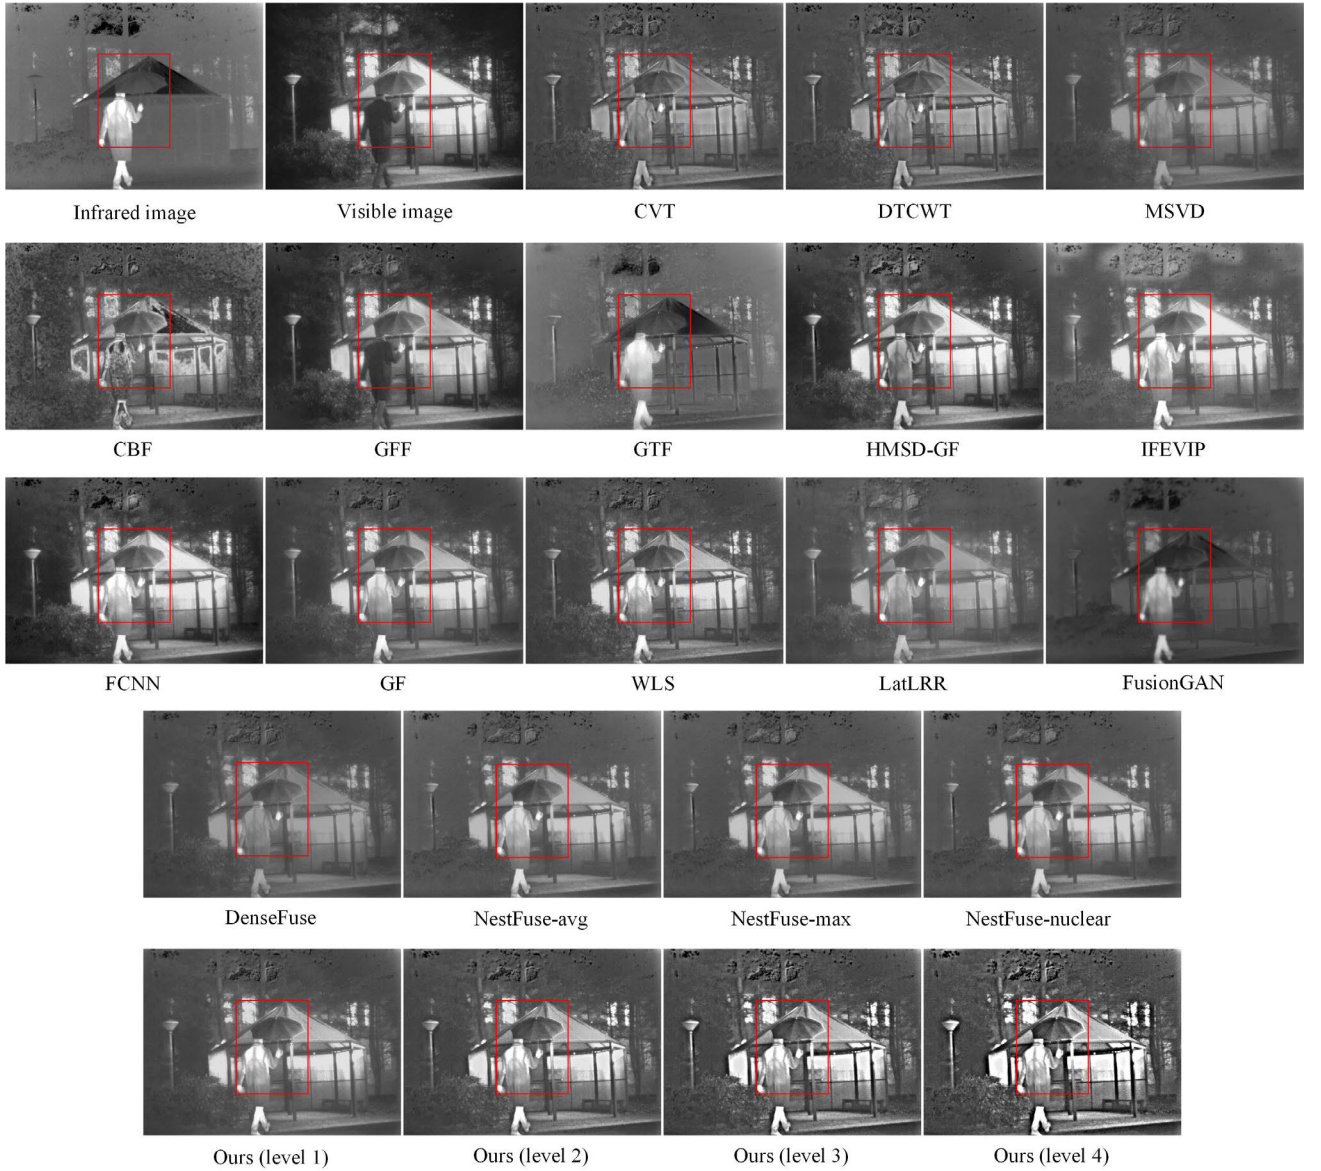 Infrared image Visible image CVT DTCWT MSVD
CBF GFF GTF HMSD-GF IFEVIP
FCNN GF WLS LatLRR FusionGAN
DenseFuse NestFuse-avg NestFuse-max NestFuse-nuclear
Ours (level 1) Ours (level 2) Ours (level 3) Ours (level 4)